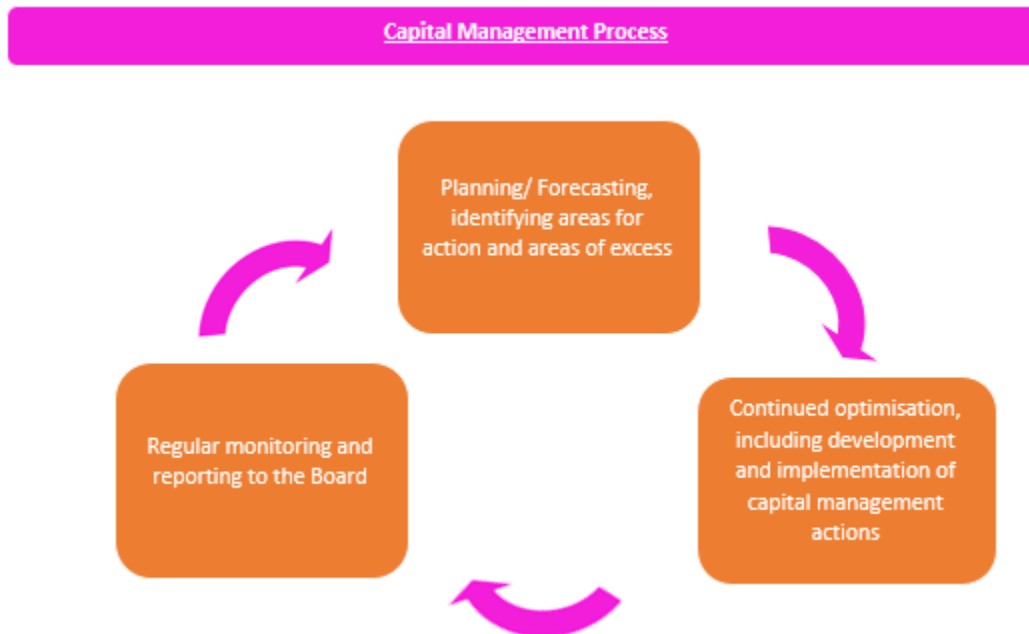 Capital Management Process
Planning/ Forecasting,
identifying areas for
action and areas of excess
Continued optimisation,
including development
and implementation of
capital management
actions
Regular monitoring and
reporting to the Board